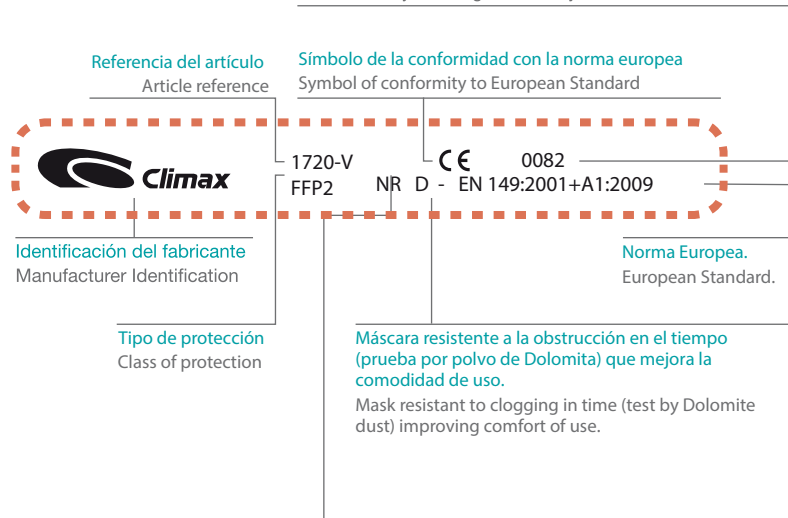 Referencia del artículo
Article reference
Símbolo de la conformidad con la norma europea
Symbol of conformity to European Standard
Climax
1720-V
CE 0082
FFP2 NR D - EN 149:2001+A1:2009
Identificación del fabricante
Manufacturer Identification
Norma Europea.
European Standard.
Tipo de protección
Class of protection
Máscara resistente a la obstrucción en el tiempo
(prueba por polvo de Dolomita) que mejora la
comodidad de uso.
Mask resistant to clogging in time (test by Dolomite
dust) improving comfort of use.